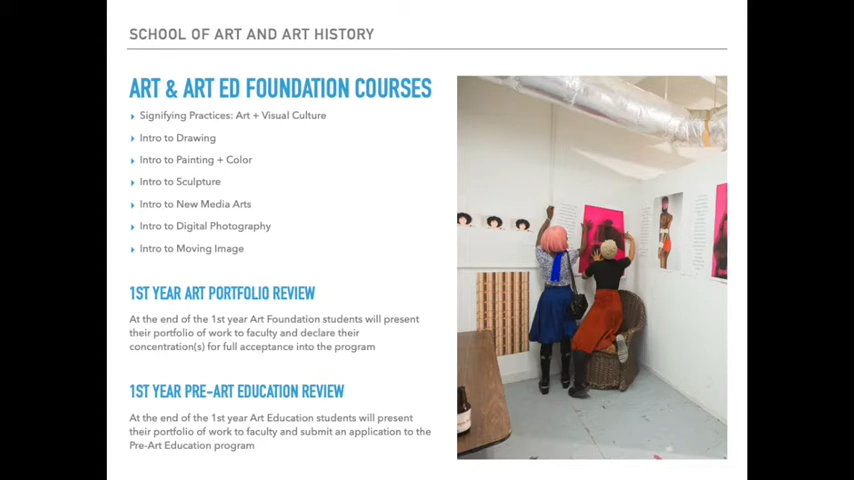 SCHOOL OF ART AND ART HISTORY
ART & ART ED FOUNDATION COURSES
Signifying Practices: Art + Visual Culture
Intro to Drawing
Intro to Painting + Color
Intro to Sculpture
Intro to New Media Arts
Intro to Digital Photography
Intro to Moving Image
1ST YEAR ART PORTFOLIO REVIEW
At the end of the 1st year Art Foundation students will present
their portfolio of work to faculty and declare their
concentration(s) for full acceptance into the program
1ST YEAR PRE-ART EDUCATION REVIEW
At the end of the 1st year Art Education students will present
their portfolio of work to faculty and submit an application to the
Pre-Art Education program